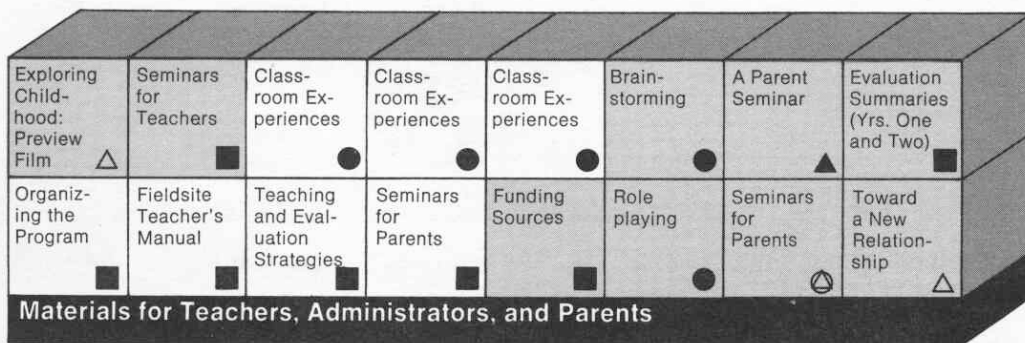 Exploring
Child-
hood:
Preview
Film
Seminars
for
Teachers
Class-
room Ex-
periences
Class-
room Ex-
periences
Class-
room Ex-
periences
Brain-
storming
A Parent
Seminar
Evaluation
Summaries
(Yrs. One
and Two)
Organiz-
ing the
Program
Fieldsite
Teacher's
Manual
Teaching
and Eval-
uation
Strategies
Seminars
for
Parents
Funding
Sources
Role
playing
Seminars
for
Parents
Toward
a New
Relation-
ship
Materials for Teachers, Administrators, and Parents